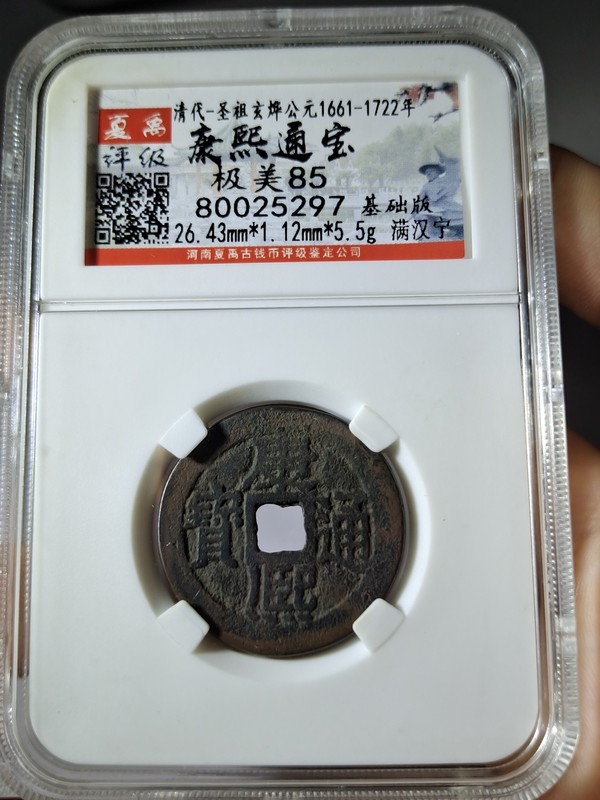 清代-圣祖玄烨公元1661-1722年
夏禹
评级
康熙通宝
极美85
80025297 基础版
26.43mm*1.12mm*5.5g 满汉宁
河南夏禹古钱币评级鉴定公司
康熙通寶